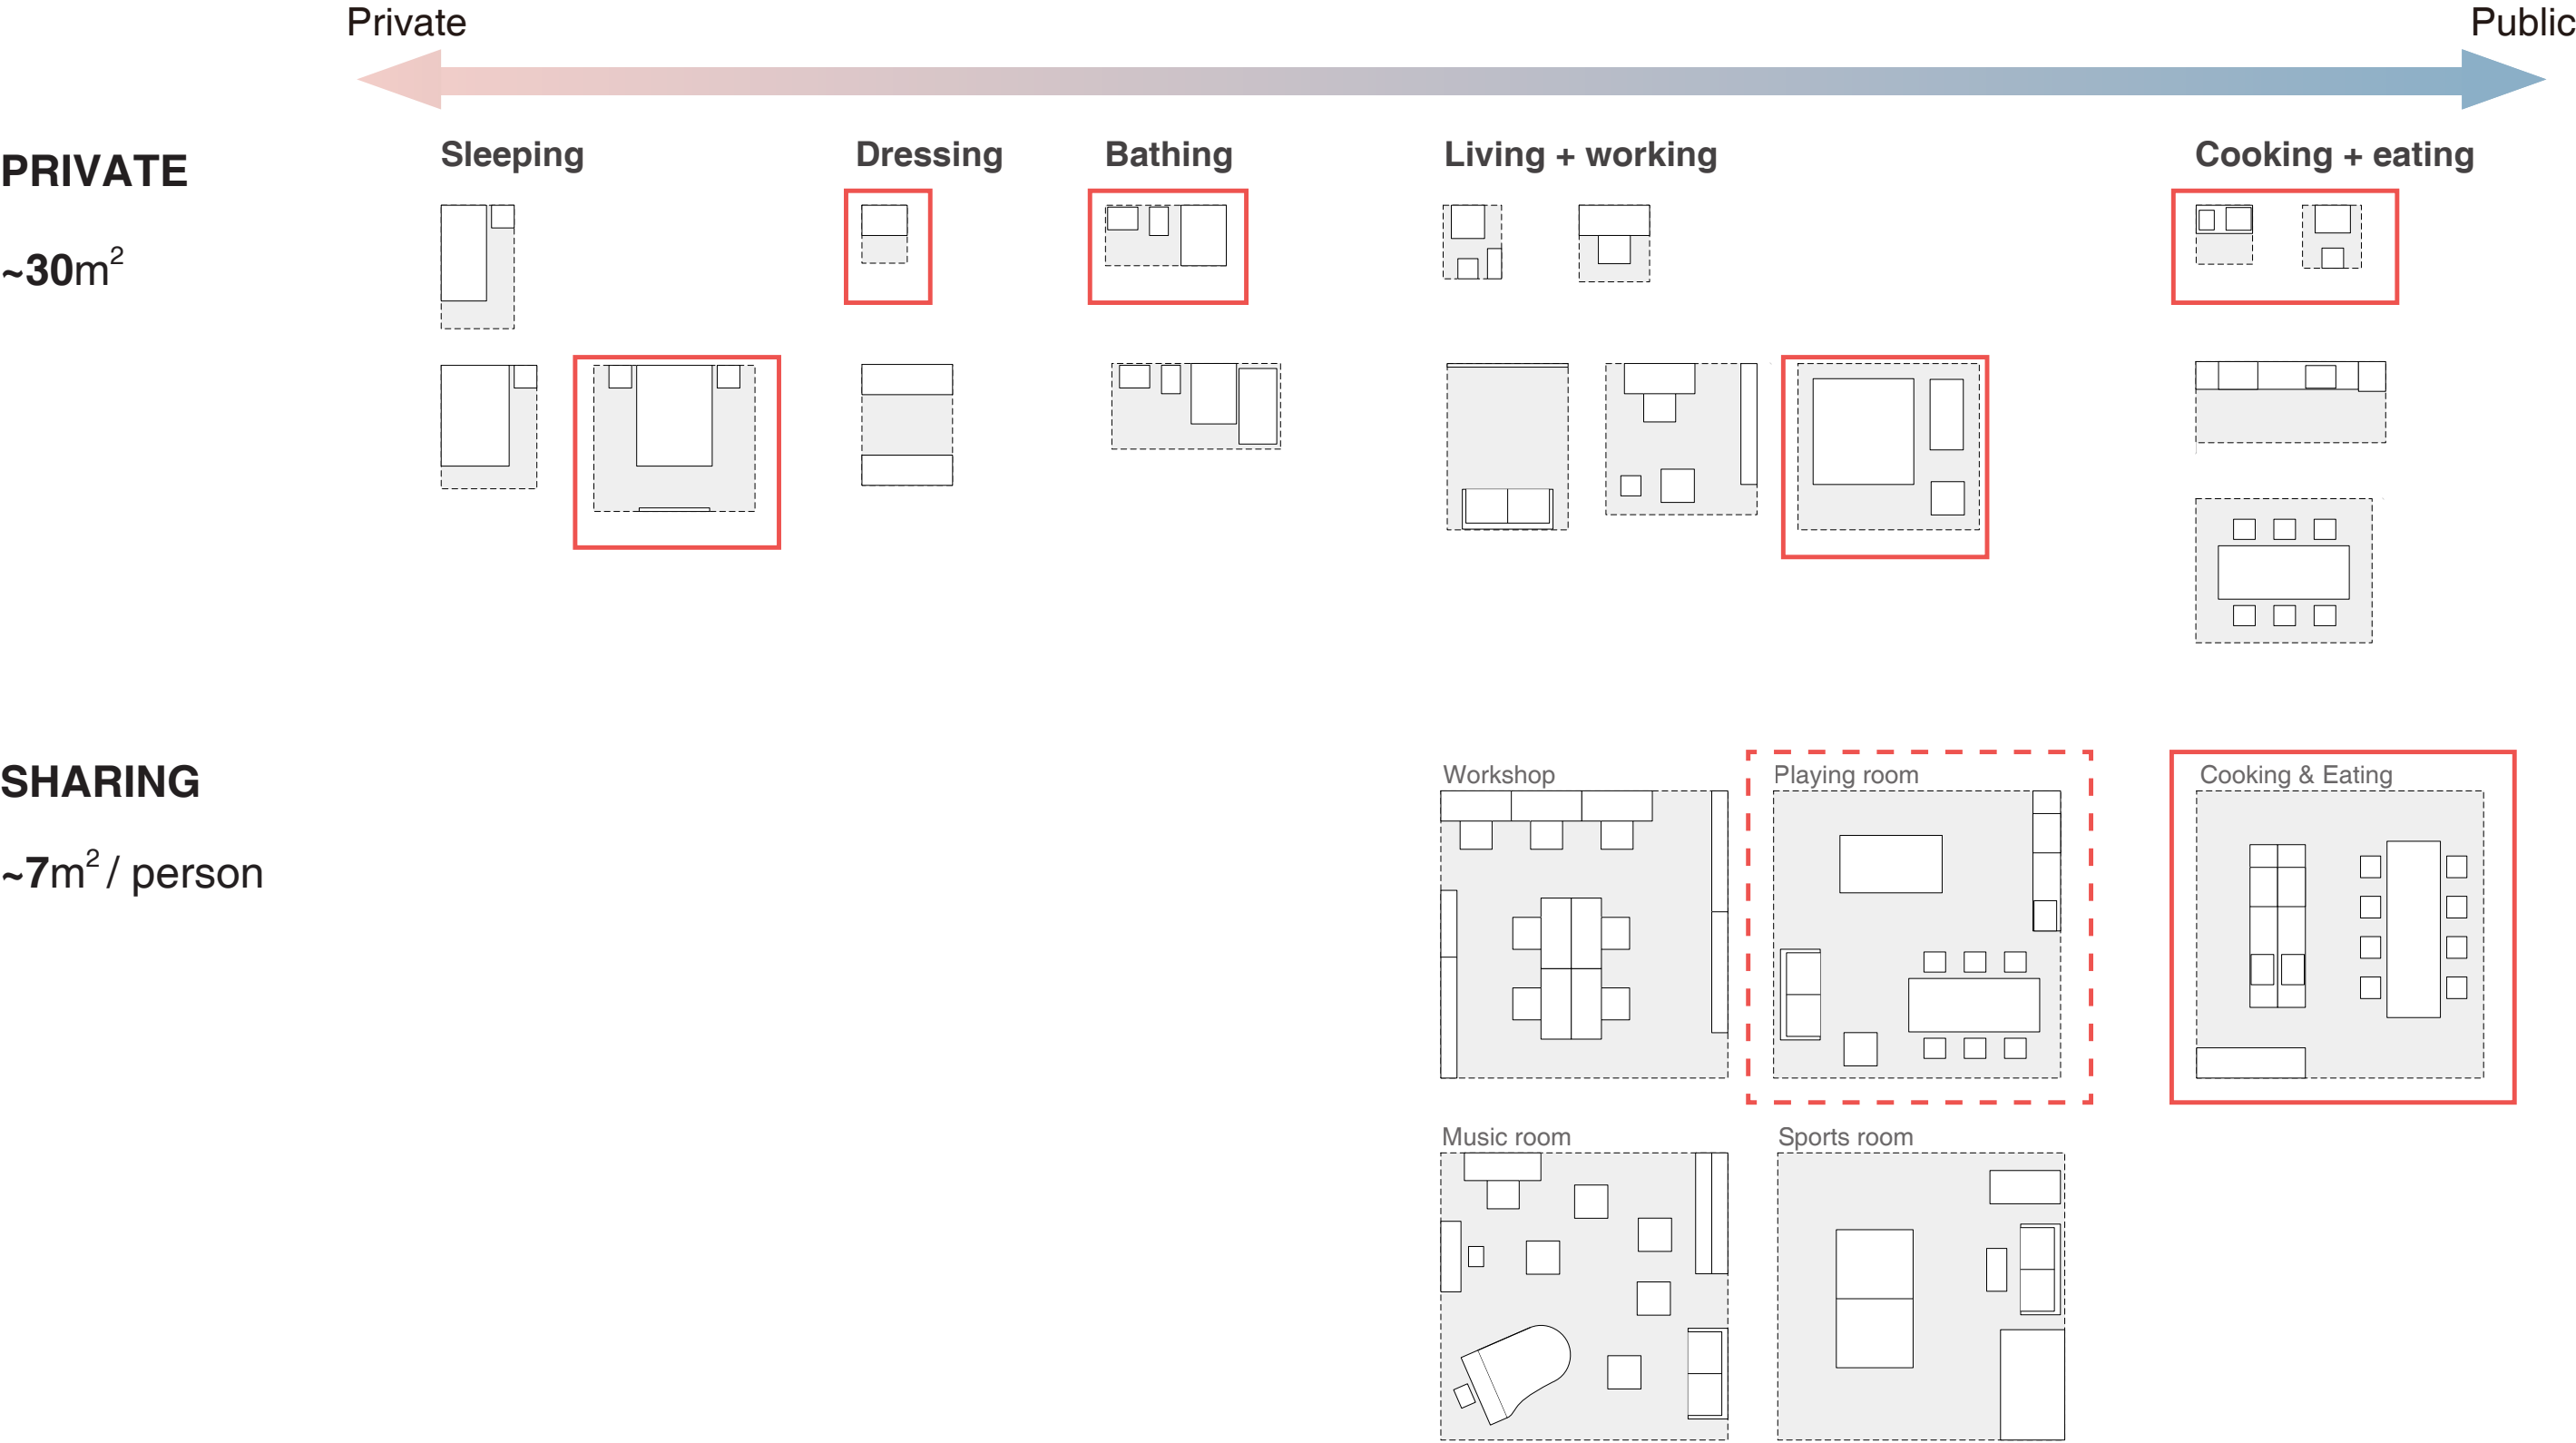 Private
Public
PRIVATE
~30m²
Sleeping
Dressing
Bathing
Living + working
Cooking + eating
SHARING
~7m² / person
Workshop
Playing room
Cooking & Eating
Music room
Sports room